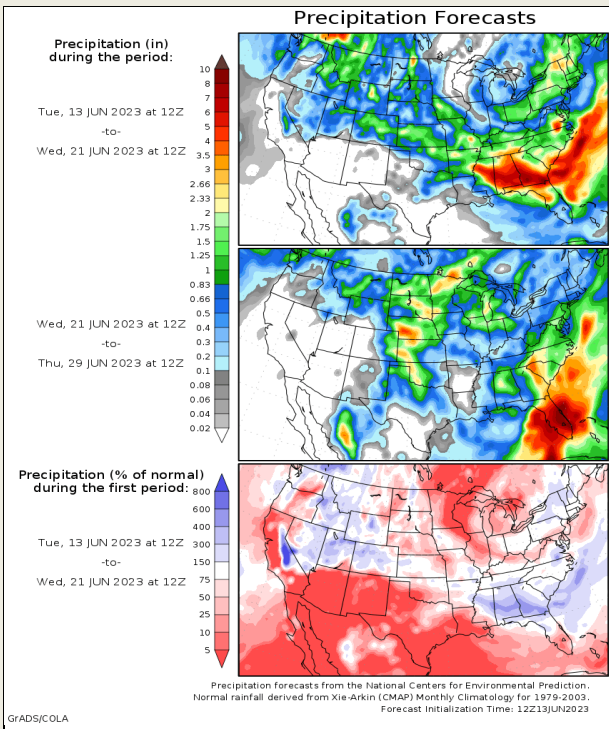 Precipitation Forecasts
Precipitation (in)
during the period:
Tue, 13 JUN 2023 at 12Z
-to-
Wed, 21 JUN 2023 at 12Z
10
8
7
6
5
4
3.5
3
2.66
2.33
2
1.75
1.5
1.25
1
0.83
0.66
0.5
0.4
0.3
0.2
0.1
0.08
0.06
0.04
0.02
Wed, 21 JUN 2023 at 12Z
-to-
Thu, 29 JUN 2023 at 12Z
Precipitation (% of normal)
during the first period:
Tue, 13 JUN 2023 at 12Z
-to-
Wed, 21 JUN 2023 at 12Z
800
600
400
300
150
75
50
25
10
5
Precipitation forecasts from the National Centers for Environmental Prediction.
Normal rainfall derived from Xie-Arkin (CMAP) Monthly Climatology for 1979-2003.
Forecast Initialization Time: 12Z13JUN2023
GrADS/COLA